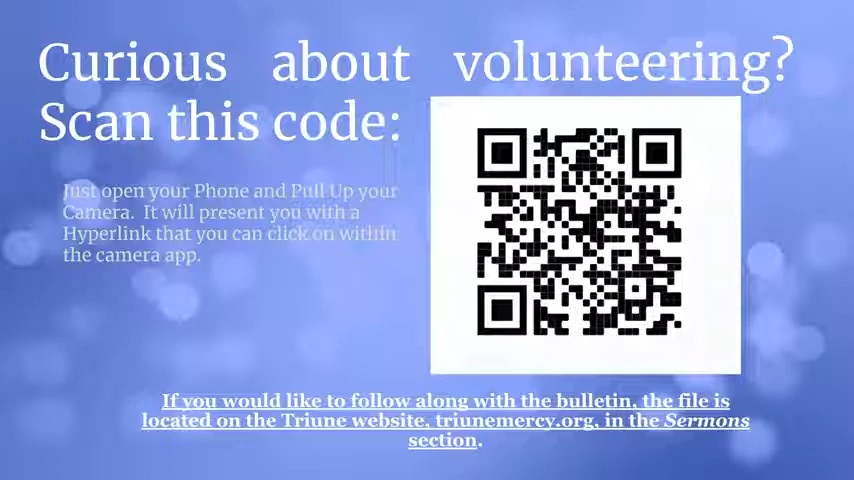 Curious about volunteering?
Scan this code:
Just open your Phone and Pull Up your
Camera. It will present you with a
Hyperlink that you can click on within
the camera app.
If you would like to follow along with the bulletin, the file is
located on the Triune website, triunemercy.org, in the Sermons
section.